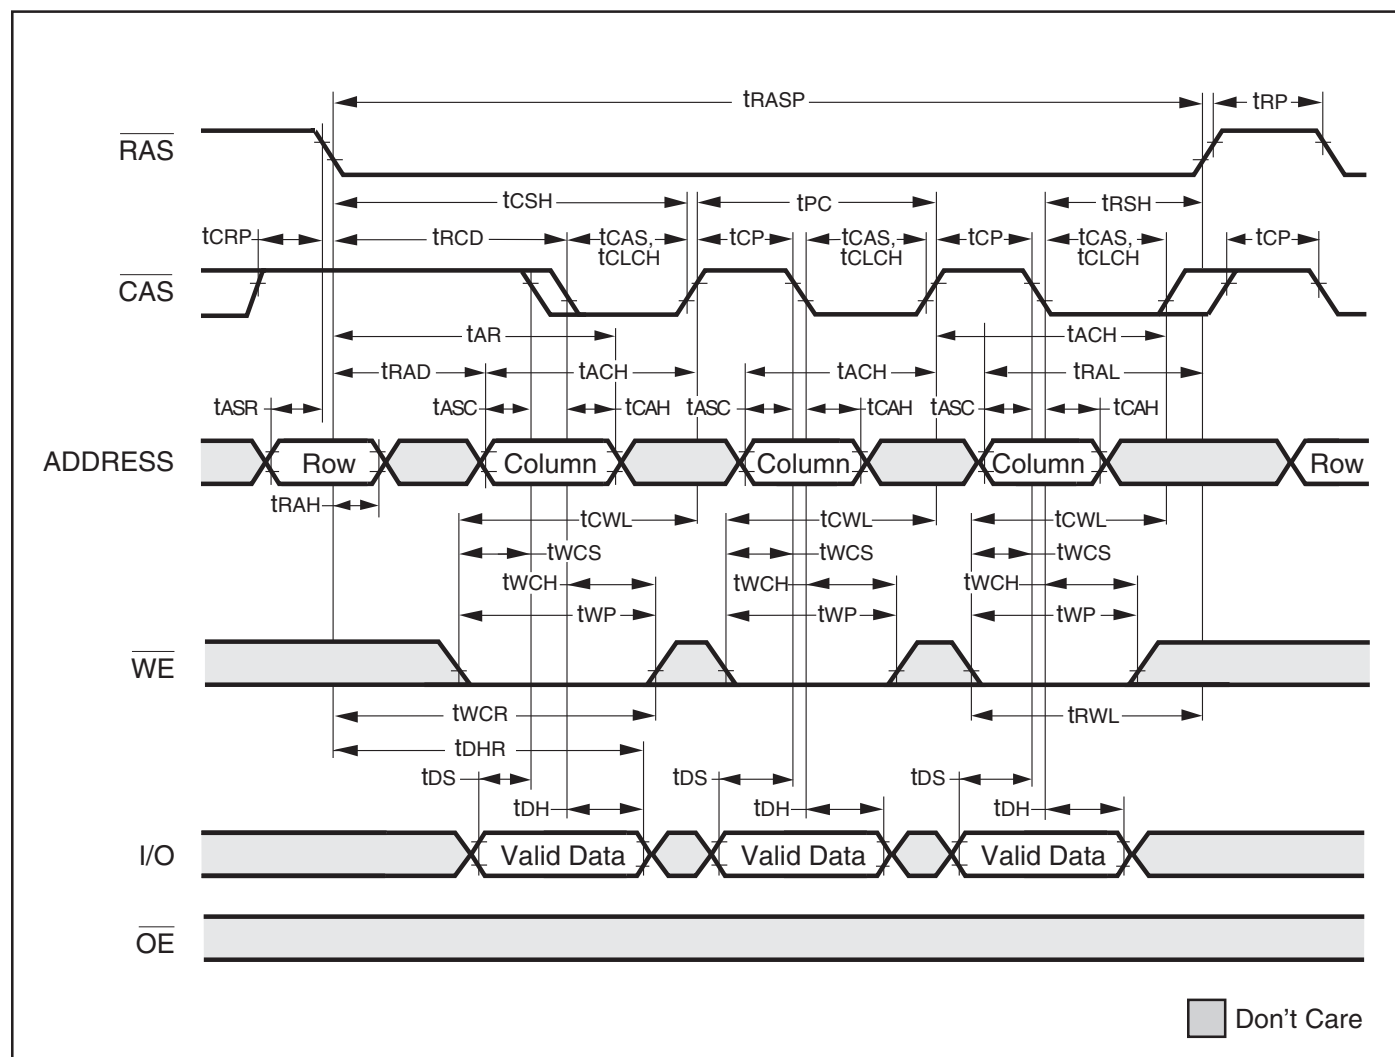 tRASP tRP
RAS
tCSH tPC tRSH
tCRP tRCD tCAS, tCLCH tCP tCAS, tCLCH tCP tCAS, tCLCH tCP
CAS
tAR tACH
tRAD tACH tACH tRAL
tASR tASC tCAH tASC tCAH tASC tCAH
ADDRESS Row Column Column Column Row
tRAH
tCWL tCWL tCWL
tWCS tWCS tWCS
tWCH tWCH tWCH
tWP tWP tWP
WE
tWCR tRWL
tDHR
tDS tDS tDS
tDH tDH tDH
I/O Valid Data Valid Data Valid Data
OE
Don't Care